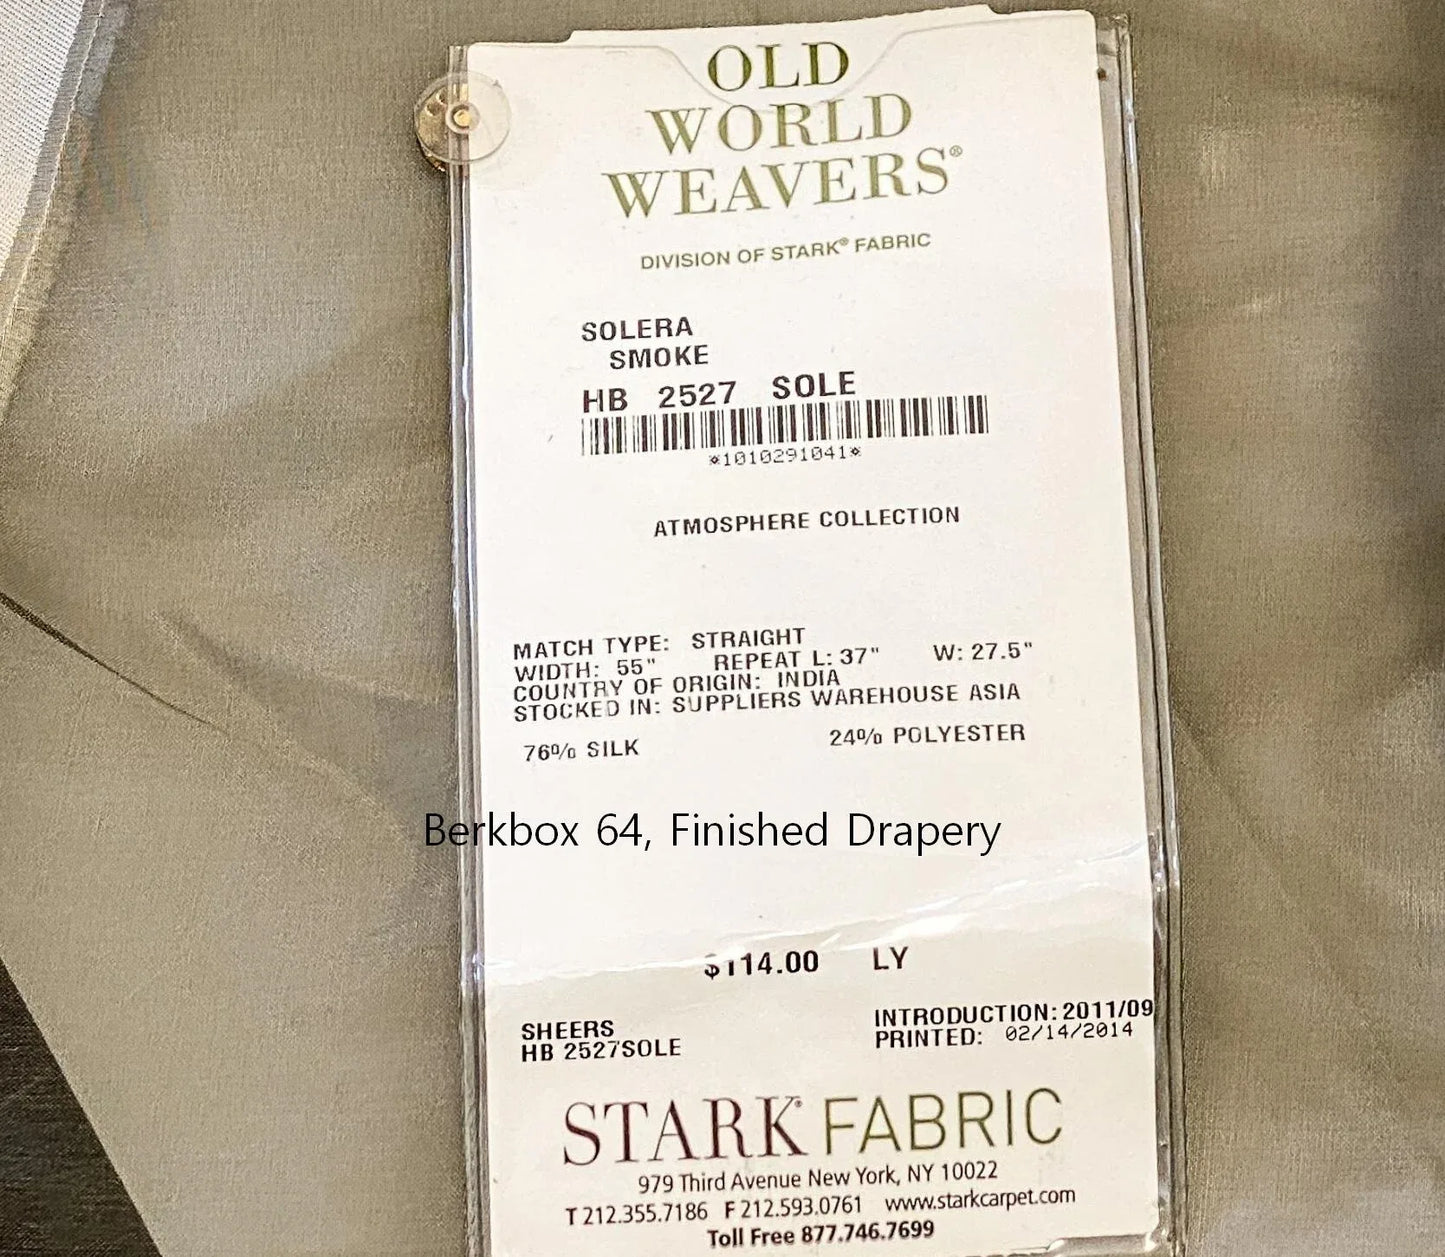 OLD
WORLD
WEAVERS®
DIVISION OF STARK® FABRIC
SOLERA
SMOKE
HB 2527 SOLE
*1010291041*
ATMOSPHERE COLLECTION
MATCH TYPE: STRAIGHT
WIDTH: 55" REPEAT L: 37" W: 27.5"
COUNTRY OF ORIGIN: INDIA
STOCKED IN: SUPPLIERS WAREHOUSE ASIA
76% SILK 24% POLYESTER
Berkbox 64, Finished Drapery
$114.00 LY
SHEERS
HB 2527SOLE
INTRODUCTION: 2011/09
PRINTED: 02/14/2014
STARK® FABRIC
979 Third Avenue New York, NY 10022
T 212.355.7186 F 212.593.0761 www.starkcarpet.com
Toll Free 877.746.7699